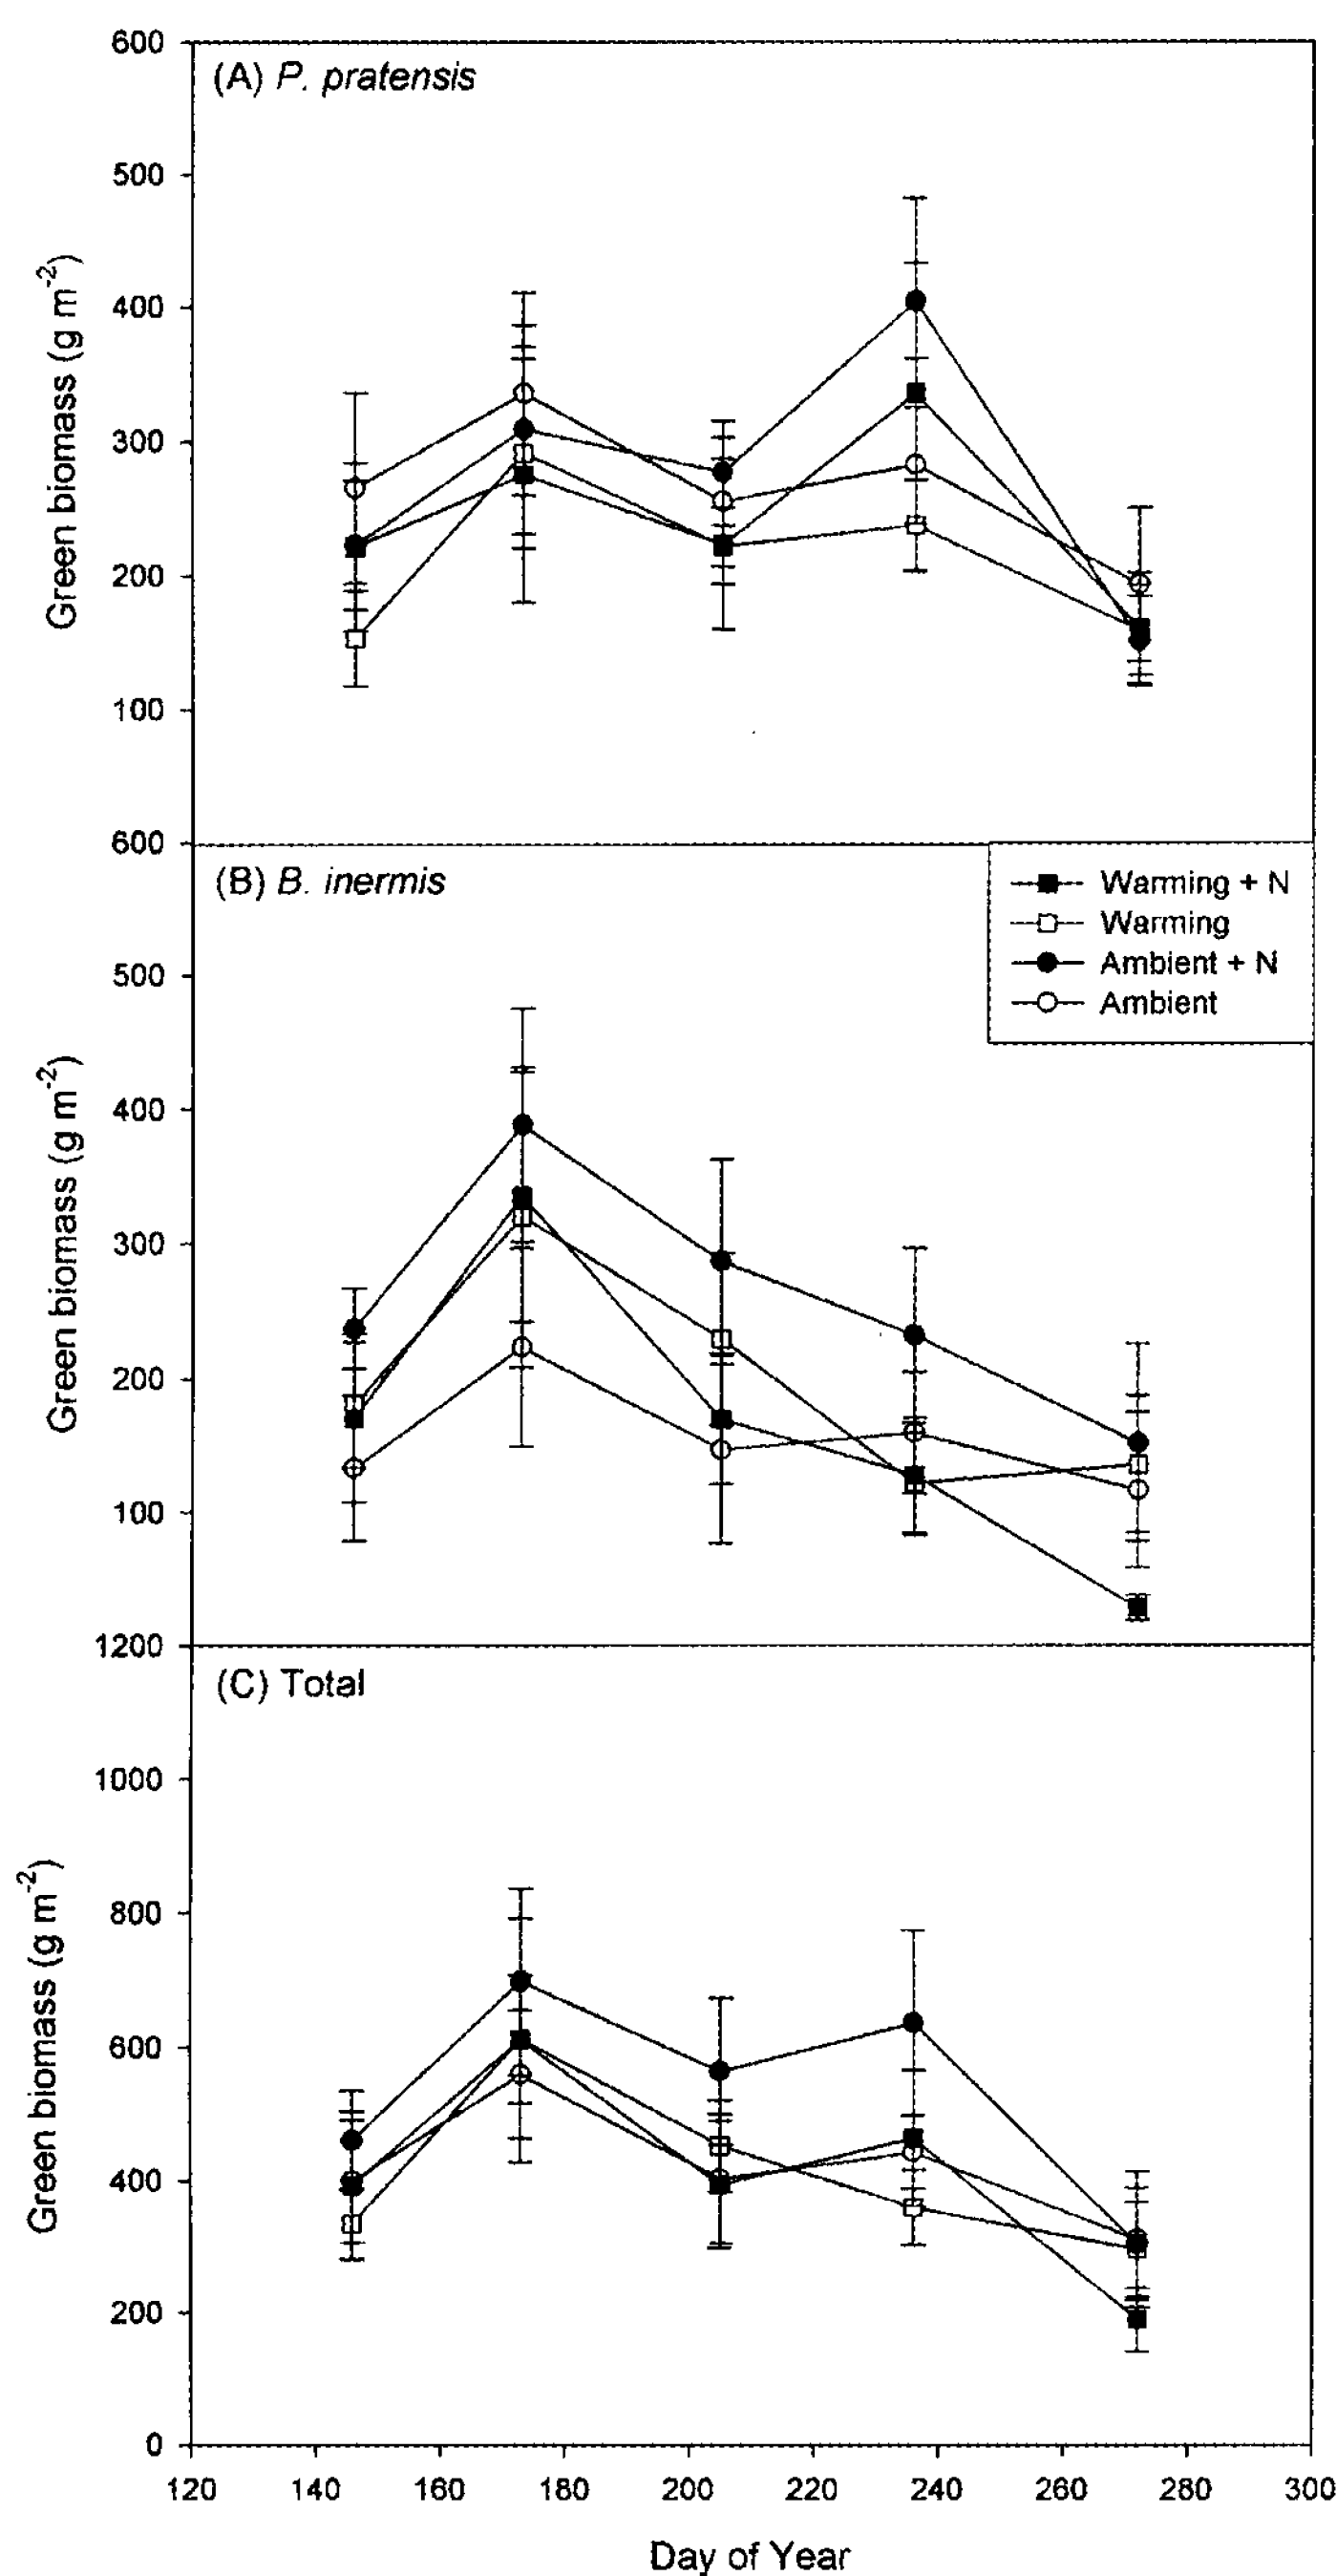 600
(A) P. pratensis
500
400
300
200
100
Green biomass (g m-2)
600
(B) B. inermis
Warming + N
Warming
Ambient + N
Ambient
500
400
300
200
100
Green biomass (g m-2)
1200
(C) Total
1000
800
600
400
200
0
Green biomass (g m-2)
120 140 160 180 200 220 240 260 280 300
Day of Year